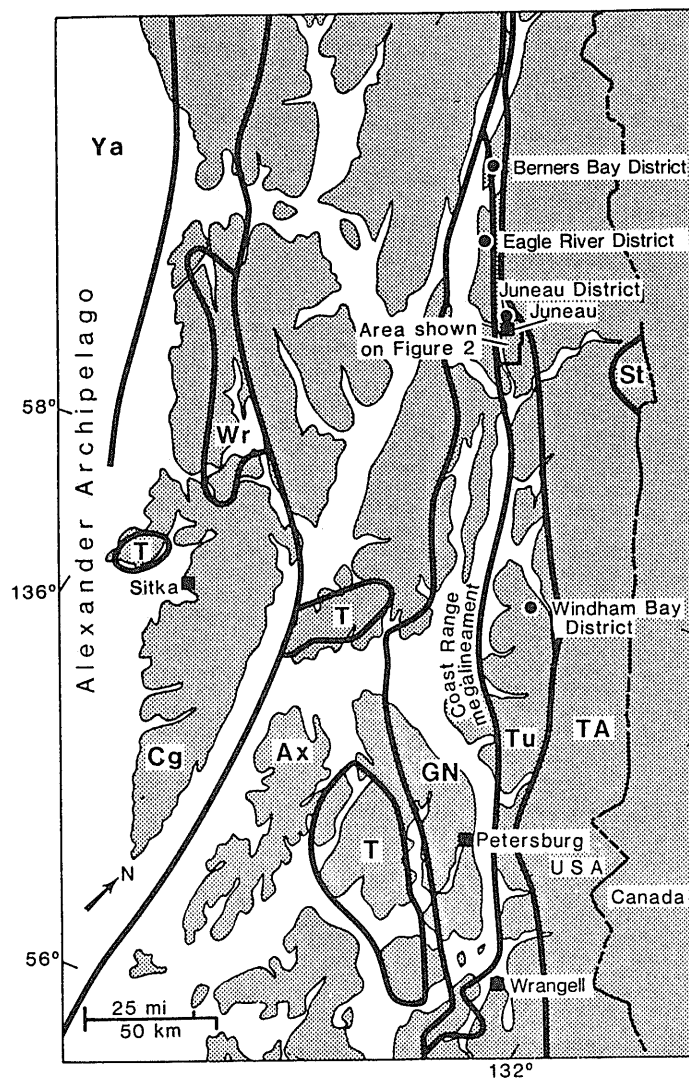 Ya
Berners Bay District
Eagle River District
Juneau District
Juneau
Area shown
on Figure 2
St
58°
Alexander Archipelago
Wr
T
Sitka
136°
T
Windham Bay
District
Coast Range
megalineament
Cg
Ax
GN
Tu
TA
T
Petersburg
N
U S A
Canada
56°
Wrangell
25 mi
50 km
132°